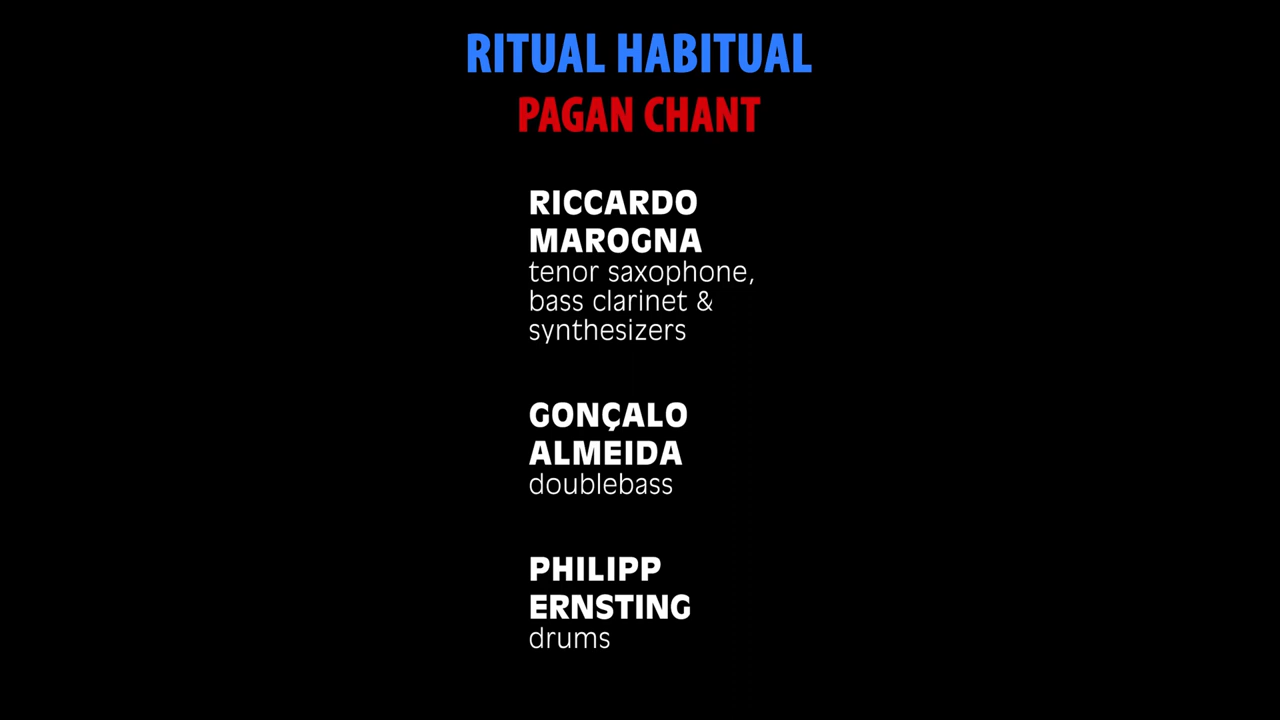 RITUAL HABITUAL
PAGAN CHANT
RICCARDO
MAROGNA
tenor saxophone,
bass clarinet &
synthesizers
GONÇALO
ALMEIDA
doublebass
PHILIPP
ERNSTING
drums